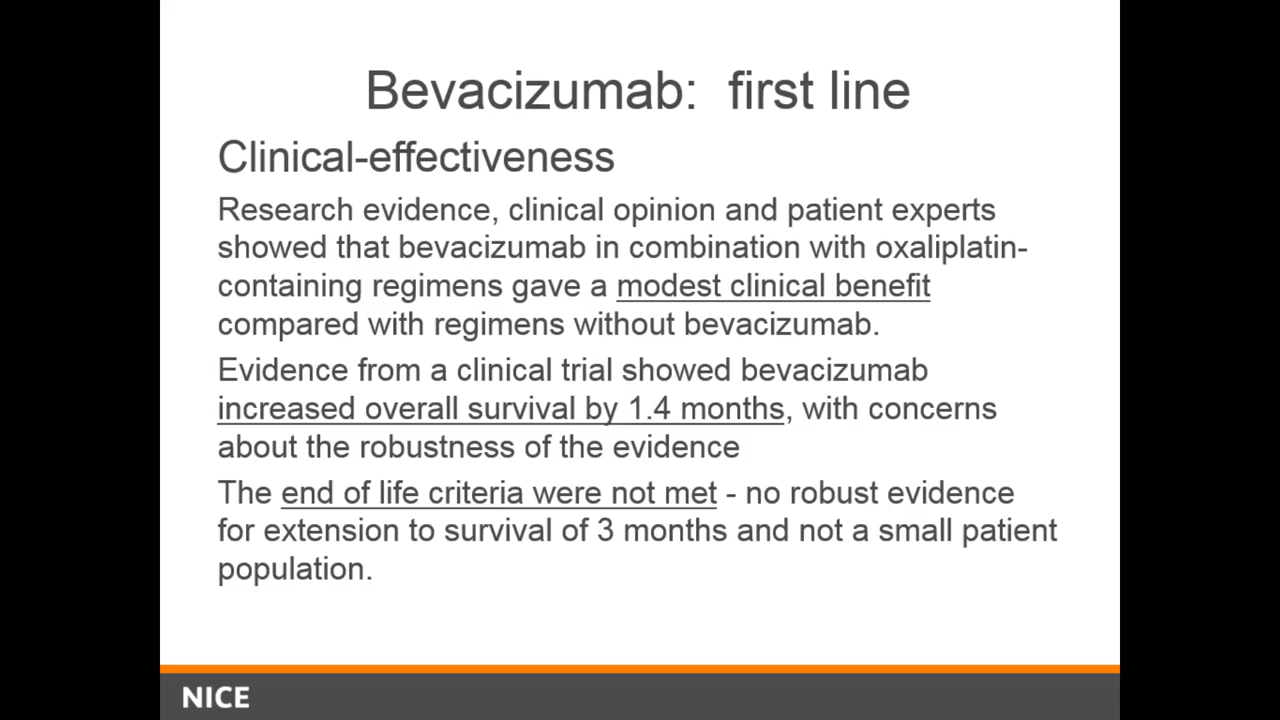 Bevacizumab: first line
Clinical-effectiveness
Research evidence, clinical opinion and patient experts
showed that bevacizumab in combination with oxaliplatin-
containing regimens gave a modest clinical benefit
compared with regimens without bevacizumab.
Evidence from a clinical trial showed bevacizumab
increased overall survival by 1.4 months, with concerns
about the robustness of the evidence
The end of life criteria were not met - no robust evidence
for extension to survival of 3 months and not a small patient
population.
NICE